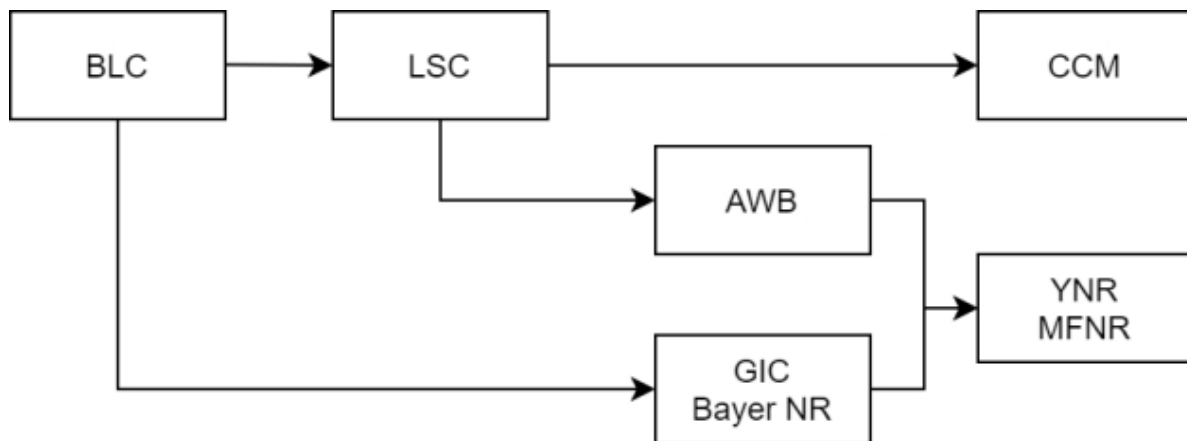 BLC
LSC
CCM
AWB
YNR
MFNR
GIC
Bayer NR